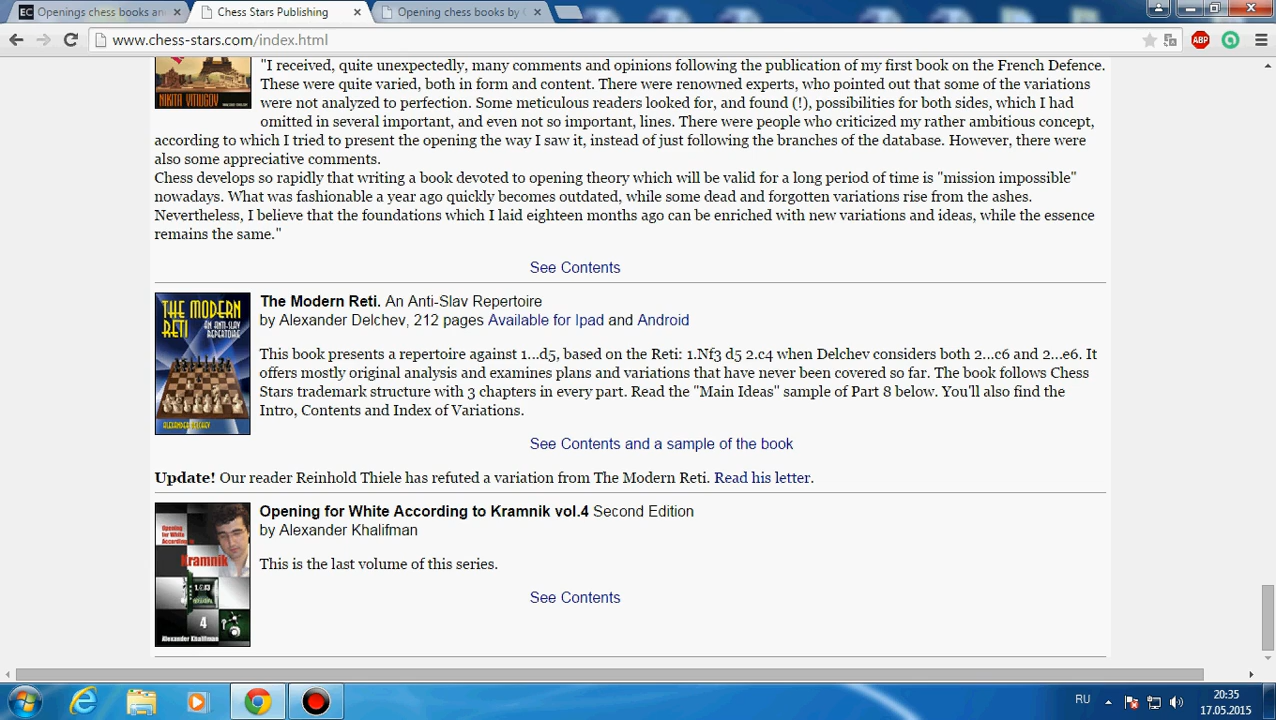 Openings chess books and
Chess Stars Publishing
Opening chess books by
www.chess-stars.com/index.html
ABP
NIKITA VITIUGOV
"I received, quite unexpectedly, many comments and opinions following the publication of my first book on the French Defence.
These were quite varied, both in form and content. There were renowned experts, who pointed out that some of the variations
were not analyzed to perfection. Some meticulous readers looked for, and found (!), possibilities for both sides, which I had
omitted in several important, and even not so important, lines. There were people who criticized my rather ambitious concept,
according to which I tried to present the opening the way I saw it, instead of just following the branches of the database. However, there were
also some appreciative comments.
Chess develops so rapidly that writing a book devoted to opening theory which will be valid for a long period of time is "mission impossible"
nowadays. What was fashionable a year ago quickly becomes outdated, while some dead and forgotten variations rise from the ashes.
Nevertheless, I believe that the foundations which I laid eighteen months ago can be enriched with new variations and ideas, while the essence
remains the same."
See Contents
THE MODERN
RETI
AN ANTI-SLAV
REPERTOIRE
ALEXANDER DELCHEV
The Modern Reti. An Anti-Slav Repertoire
by Alexander Delchev, 212 pages Available for Ipad and Android
This book presents a repertoire against 1...d5, based on the Reti: 1.Nf3 d5 2.c4 when Delchev considers both 2...c6 and 2...e6. It
offers mostly original analysis and examines plans and variations that have never been covered so far. The book follows Chess
Stars trademark structure with 3 chapters in every part. Read the "Main Ideas" sample of Part 8 below. You'll also find the
Intro, Contents and Index of Variations.
See Contents and a sample of the book
Update! Our reader Reinhold Thiele has refuted a variation from The Modern Reti. Read his letter.
Opening
for White
According to
Kramnik
4
Alexander Khalifman
Opening for White According to Kramnik vol.4 Second Edition
by Alexander Khalifman
This is the last volume of this series.
See Contents
RU
20:35
17.05.2015